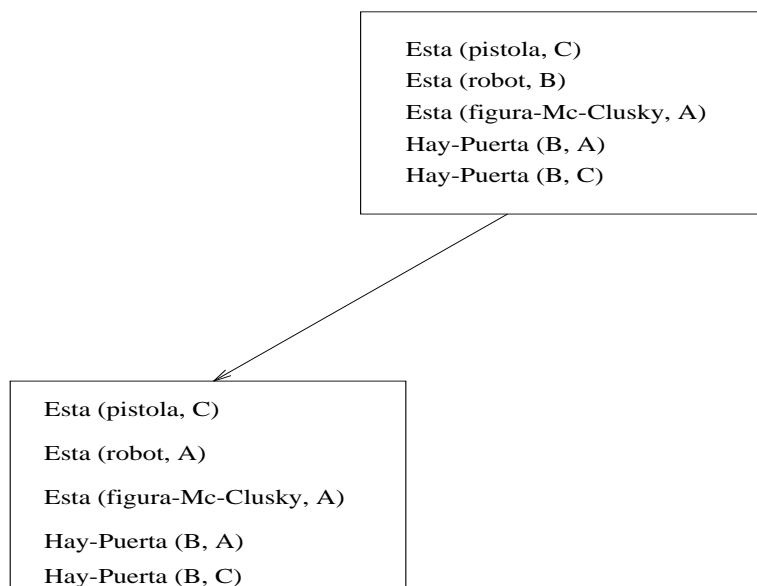 Esta (pistola, C)
Esta (robot, B)
Esta (figura-Mc-Clusky, A)
Hay-Puerta (B, A)
Hay-Puerta (B, C)
Esta (pistola, C)
Esta (robot, A)
Esta (figura-Mc-Clusky, A)
Hay-Puerta (B, A)
Hay-Puerta (B, C)